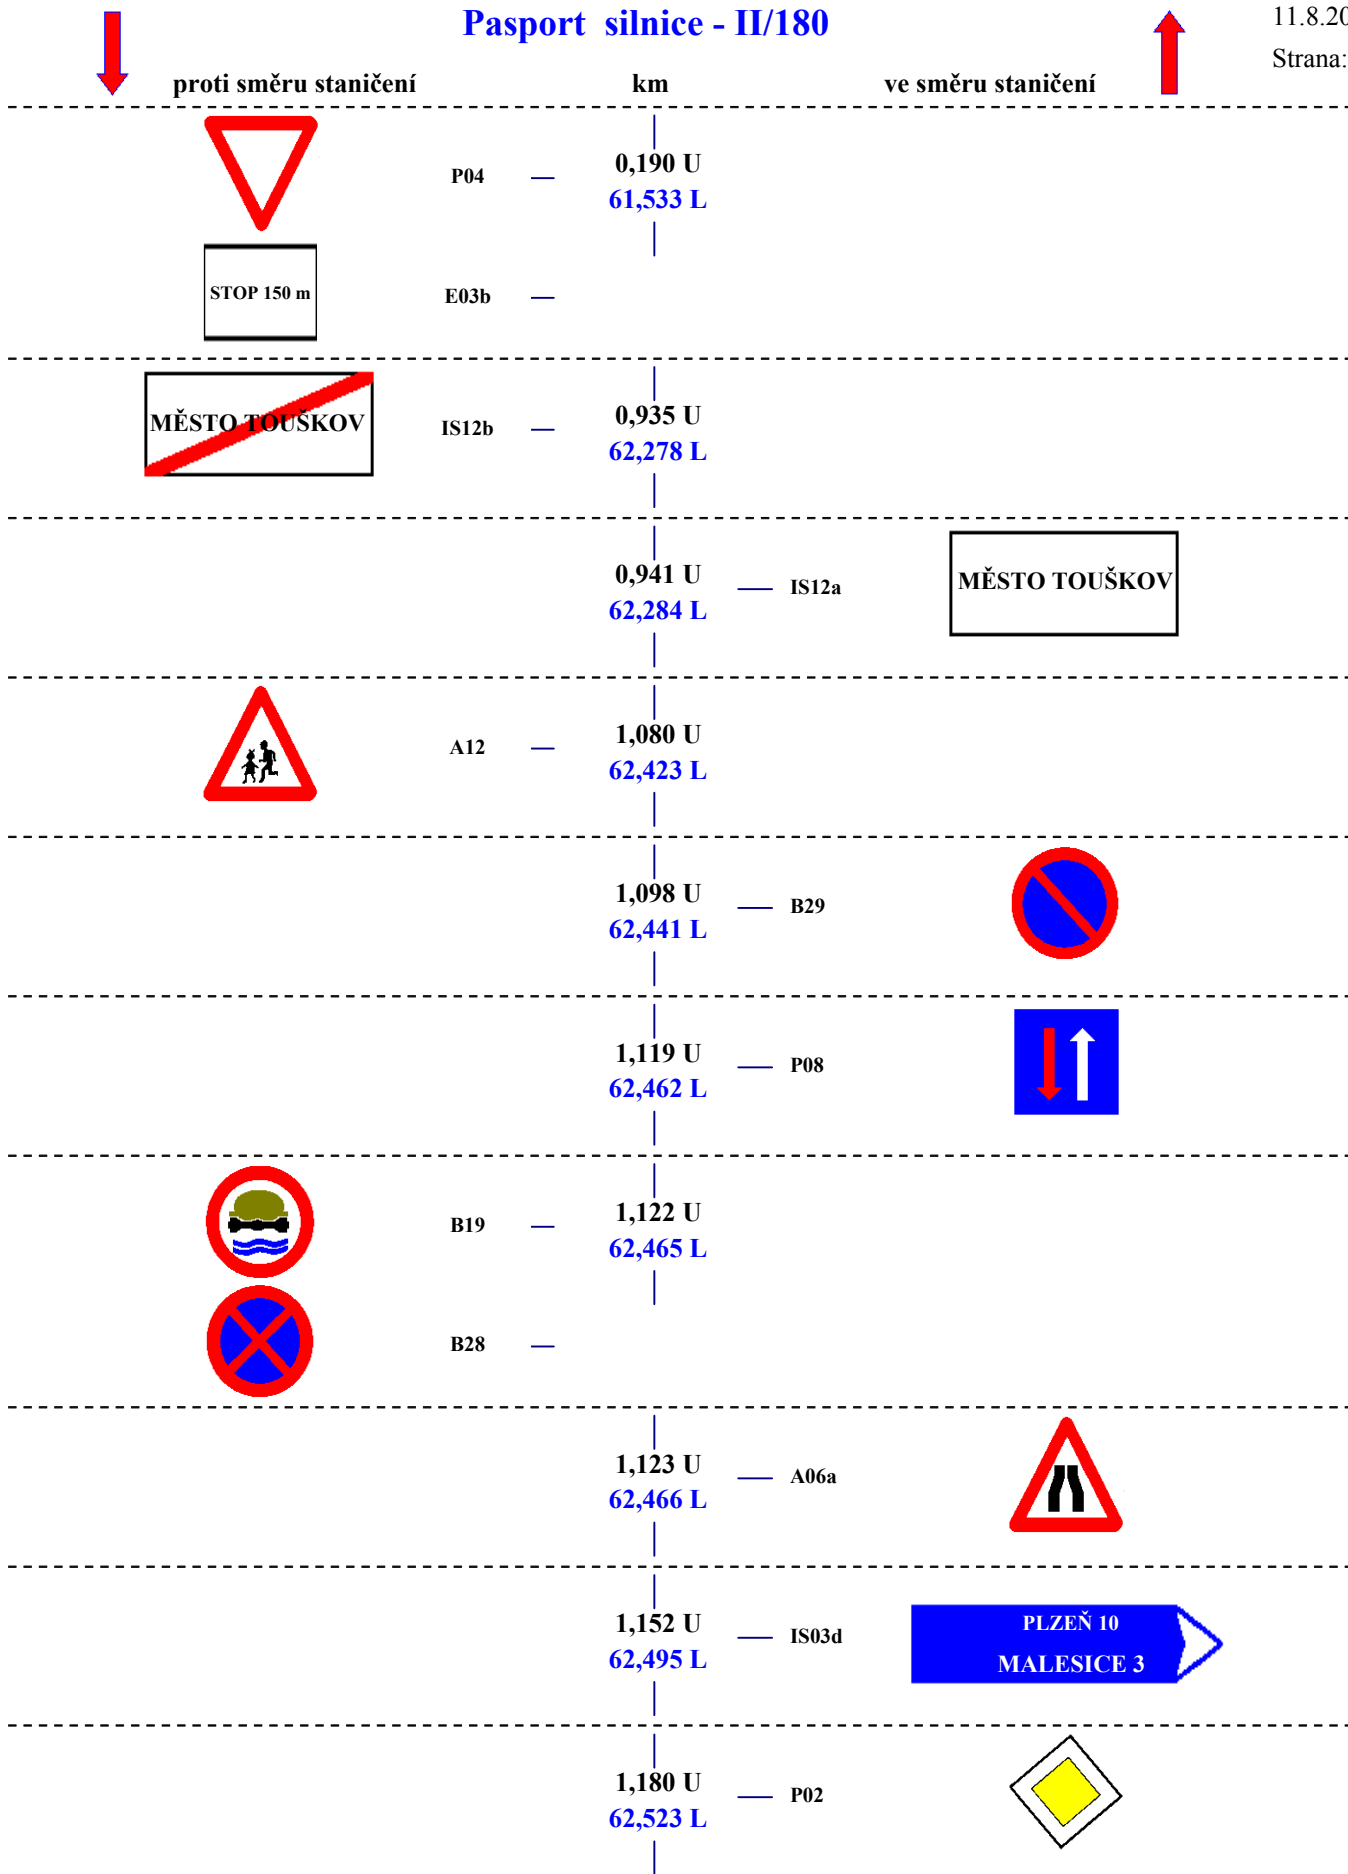 Pasport silnice - II/180
11.8.20
Strana:
proti směru staničení km ve směru staničení
P04 0,190 U
61,533 L
STOP 150 m E03b
MĚSTO TOUŠKOV IS12b 0,935 U
62,278 L
0,941 U IS12a MĚSTO TOUŠKOV
62,284 L
A12 1,080 U
62,423 L
1,098 U B29
62,441 L
1,119 U P08
62,462 L
B19 1,122 U
62,465 L
B28
1,123 U A06a
62,466 L
1,152 U IS03d PLZEŇ 10
62,495 L MALESICE 3
1,180 U P02
62,523 L